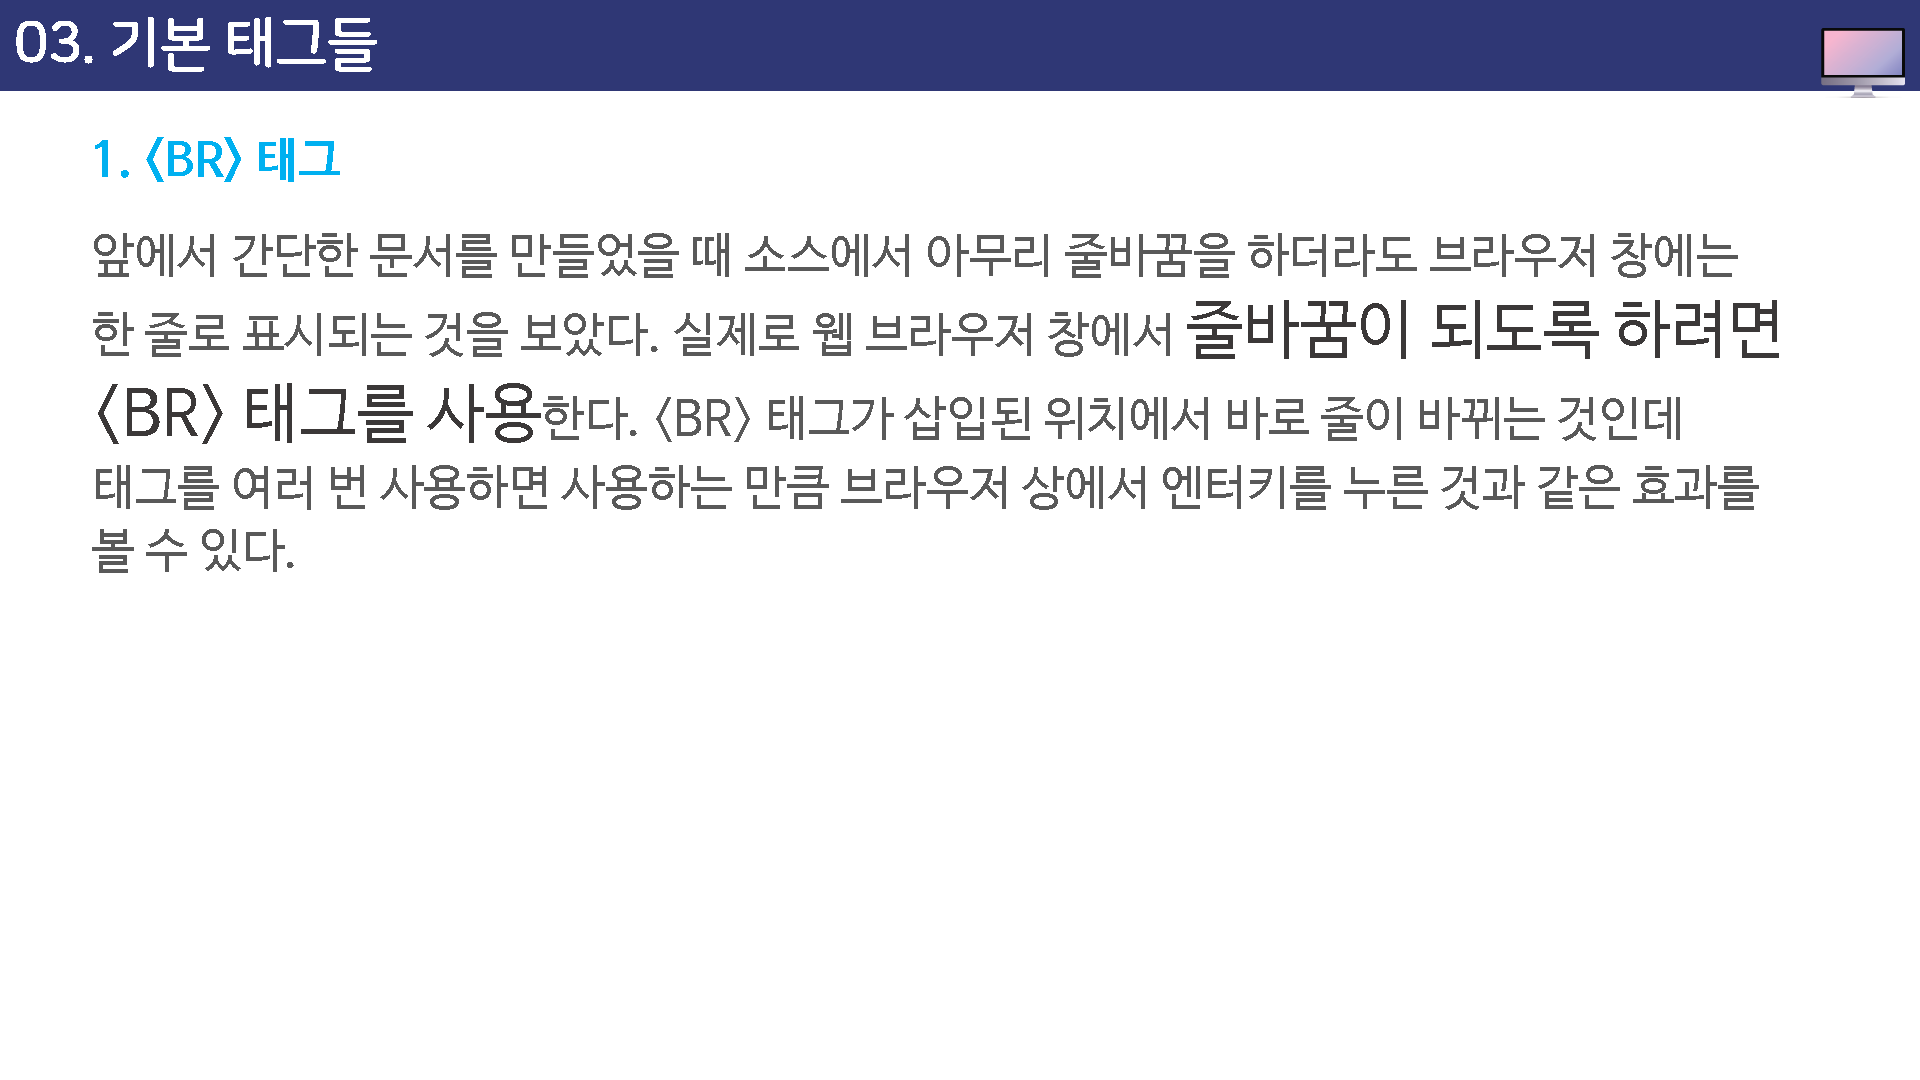 03. 기본 태그들
1. <BR> 태그
앞에서 간단한 문서를 만들었을 때 소스에서 아무리 줄바꿈을 하더라도 브라우저 창에는
한 줄로 표시되는 것을 보았다. 실제로 웹 브라우저 창에서 줄바꿈이 되도록 하려면
<BR> 태그를 사용한다. <BR> 태그가 삽입된 위치에서 바로 줄이 바뀌는 것인데
태그를 여러 번 사용하면 사용하는 만큼 브라우저 상에서 엔터키를 누른 것과 같은 효과를
볼 수 있다.